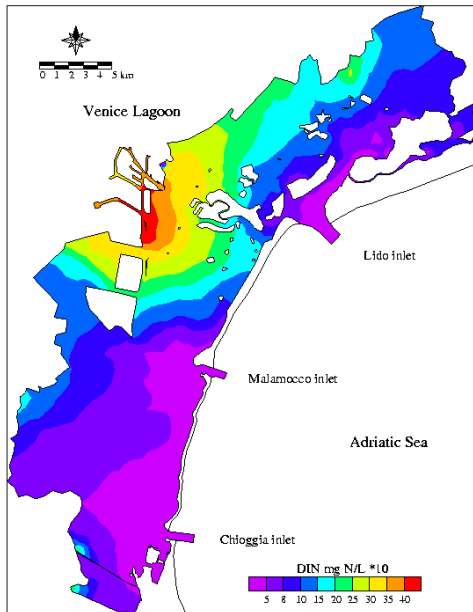 0 1 2 3 4 5 km
Venice Lagoon
Lido inlet
Malamocco inlet
Adriatic Sea
Chioggia inlet
DIN mg N/L *10
5 8 10 15 20 25 30 35 40